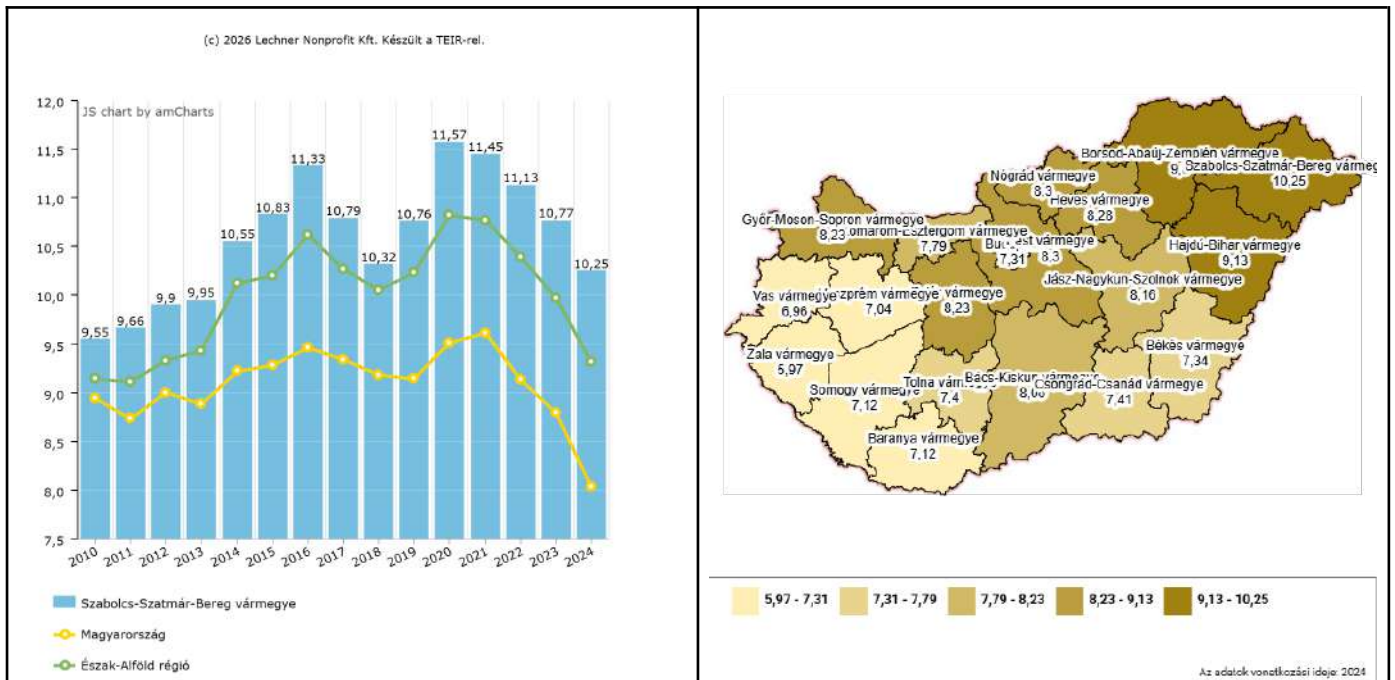 (c) 2026 Lechner Nonprofit Kft. Készült a TEIR-rel.
JS chart by amCharts
12,0
11,5
11,0
10,5
10,0
9,5
9,0
8,5
8,0
7,5
9,55
9,66
9,9
9,95
10,55
10,83
11,33
10,79
10,32
10,76
11,57
11,45
11,13
10,77
10,25
2010 2011 2012 2013 2014 2015 2016 2017 2018 2019 2020 2021 2022 2023 2024
Szabolcs-Szatmár-Bereg vármegye
Magyarország
Észak-Alföld régió
Borsod-Abaúj-Zemplén vármegye
Szabolcs-Szatmár-Bereg
10,25
Nógrád vármegye
8,3
Heves vármegye
8,28
Győr-Moson-Sopron vármegye
8,23
vármegye
7,79
7,31
vármegye
8,3
Hajdú-Bihar vármegye
9,13
Jász-Nagykun-Szolnok vármegye
8,16
Vas vármegye
6,96
vármegye
7,04
vármegye
8,23
Békés vármegye
7,34
Zala vármegye
5,97
Somogy vármegye
7,12
Tolna
7,4
Bács-Kiskun
Csongrád-Csanád vármegye
7,41
Baranya vármegye
7,12
5,97 - 7,31
7,31 - 7,79
7,79 - 8,23
8,23 - 9,13
9,13 - 10,25
Az adatok vonatkozási ideje: 2024